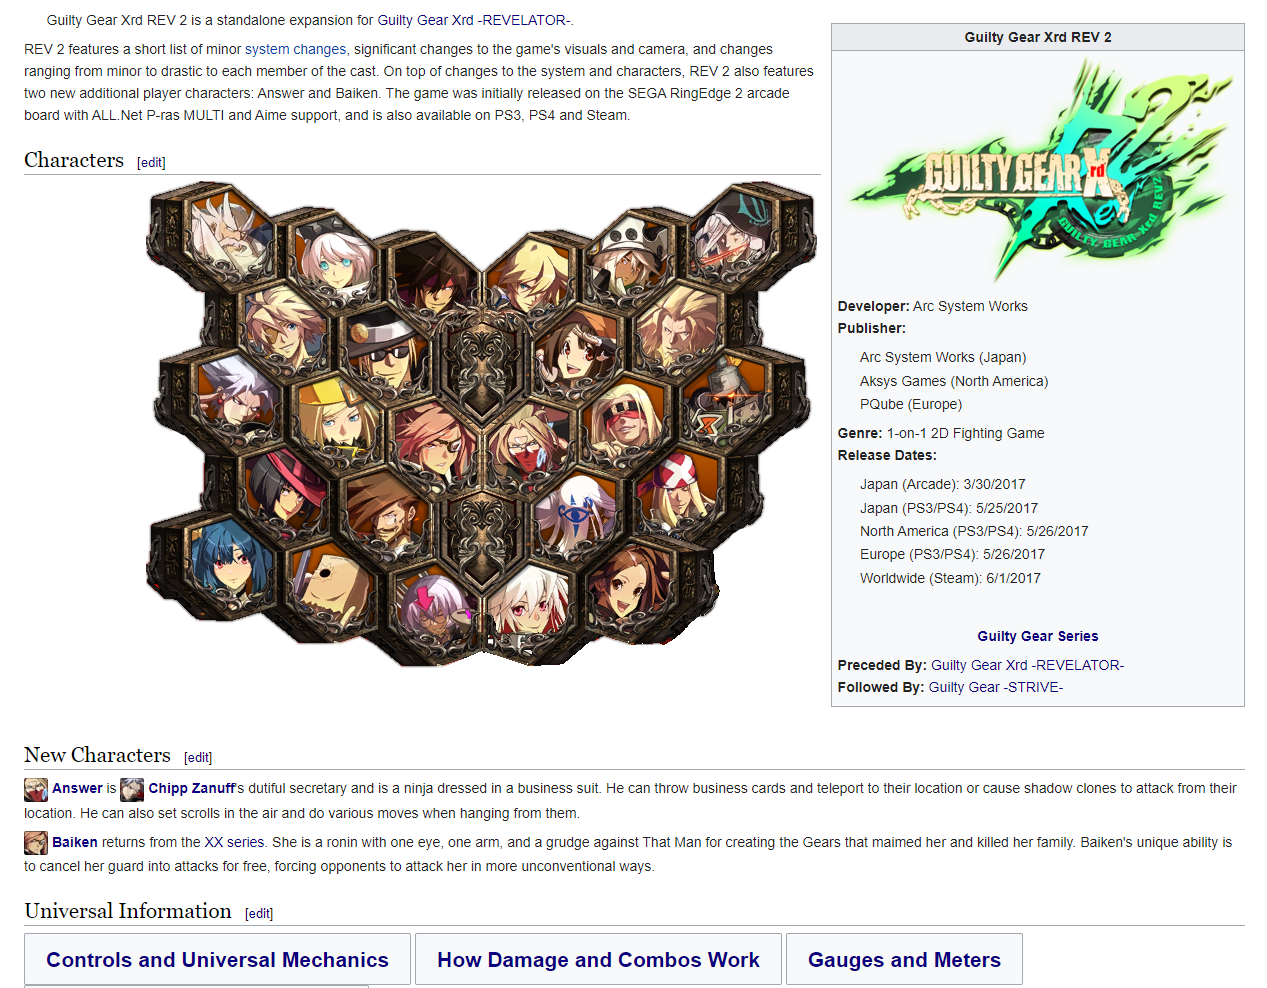 Guilty Gear Xrd REV 2 is a standalone expansion for Guilty Gear Xrd -REVELATOR-.
REV 2 features a short list of minor system changes, significant changes to the game's visuals and camera, and changes
ranging from minor to drastic to each member of the cast. On top of changes to the system and characters, REV 2 also features
two new additional player characters: Answer and Baiken. The game was initially released on the SEGA RingEdge 2 arcade
board with ALL.Net P-ras MULTI and Aime support, and is also available on PS3, PS4 and Steam.
Characters [edit]
Guilty Gear Xrd REV 2
GUILTY GEAR Xrd
Rev 2
GUILTY GEAR Xrd REV2
Developer: Arc System Works
Publisher:
Arc System Works (Japan)
Aksys Games (North America)
PQube (Europe)
Genre: 1-on-1 2D Fighting Game
Release Dates:
Japan (Arcade): 3/30/2017
Japan (PS3/PS4): 5/25/2017
North America (PS3/PS4): 5/26/2017
Europe (PS3/PS4): 5/26/2017
Worldwide (Steam): 6/1/2017
Guilty Gear Series
Preceded By: Guilty Gear Xrd -REVELATOR-
Followed By: Guilty Gear -STRIVE-
New Characters [edit]
Answer is Chipp Zanuff's dutiful secretary and is a ninja dressed in a business suit. He can throw business cards and teleport to their location or cause shadow clones to attack from their
location. He can also set scrolls in the air and do various moves when hanging from them.
Baiken returns from the XX series. She is a ronin with one eye, one arm, and a grudge against That Man for creating the Gears that maimed her and killed her family. Baiken's unique ability is
to cancel her guard into attacks for free, forcing opponents to attack her in more unconventional ways.
Universal Information [edit]
Controls and Universal Mechanics
How Damage and Combos Work
Gauges and Meters